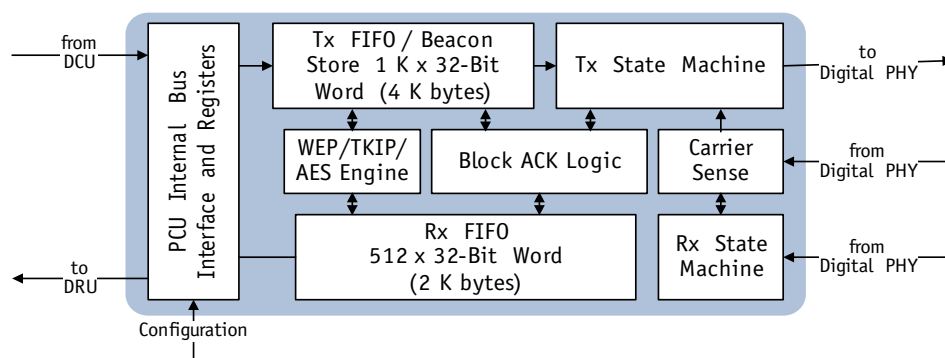 from
DCU
PCU Internal Bus
Interface and Registers
Tx FIFO / Beacon
Store 1 K x 32-Bit
Word (4 K bytes)
Tx State Machine
to
Digital PHY
WEP/TKIP/
AES Engine
Block ACK Logic
Carrier
Sense
from
Digital PHY
Rx FIFO
512 x 32-Bit Word
(2 K bytes)
Rx State
Machine
from
Digital PHY
to
DRU
Configuration